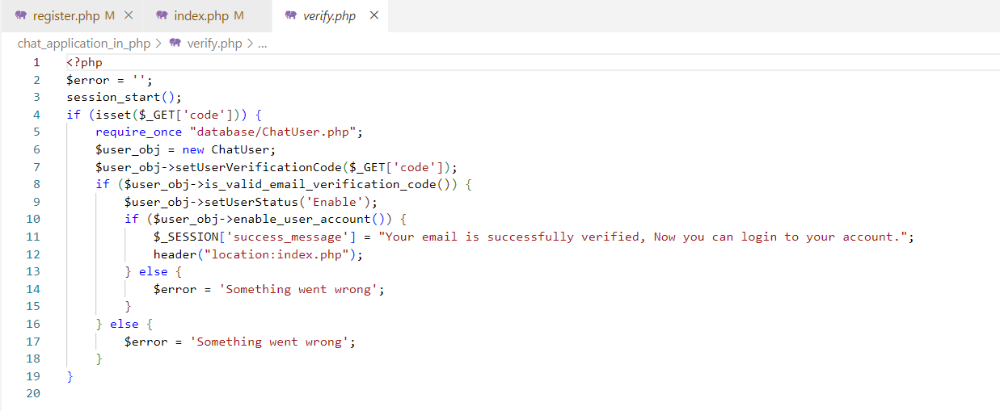 register.php M
index.php M
verify.php
chat_application_in_php > verify.php > ...
1 <?php
2 $error = '';
3 session_start();
4 if (isset($_GET['code'])) {
5 require_once "database/ChatUser.php";
6 $user_obj = new ChatUser;
7 $user_obj->setUserVerificationCode($_GET['code']);
8 if ($user_obj->is_valid_email_verification_code()) {
9 $user_obj->setUserStatus('Enable');
10 if ($user_obj->enable_user_account()) {
11 $_SESSION['success_message'] = "Your email is successfully verified, Now you can login to your account.";
12 header("location:index.php");
13 } else {
14 $error = 'Something went wrong';
15 }
16 } else {
17 $error = 'Something went wrong';
18 }
19 }
20